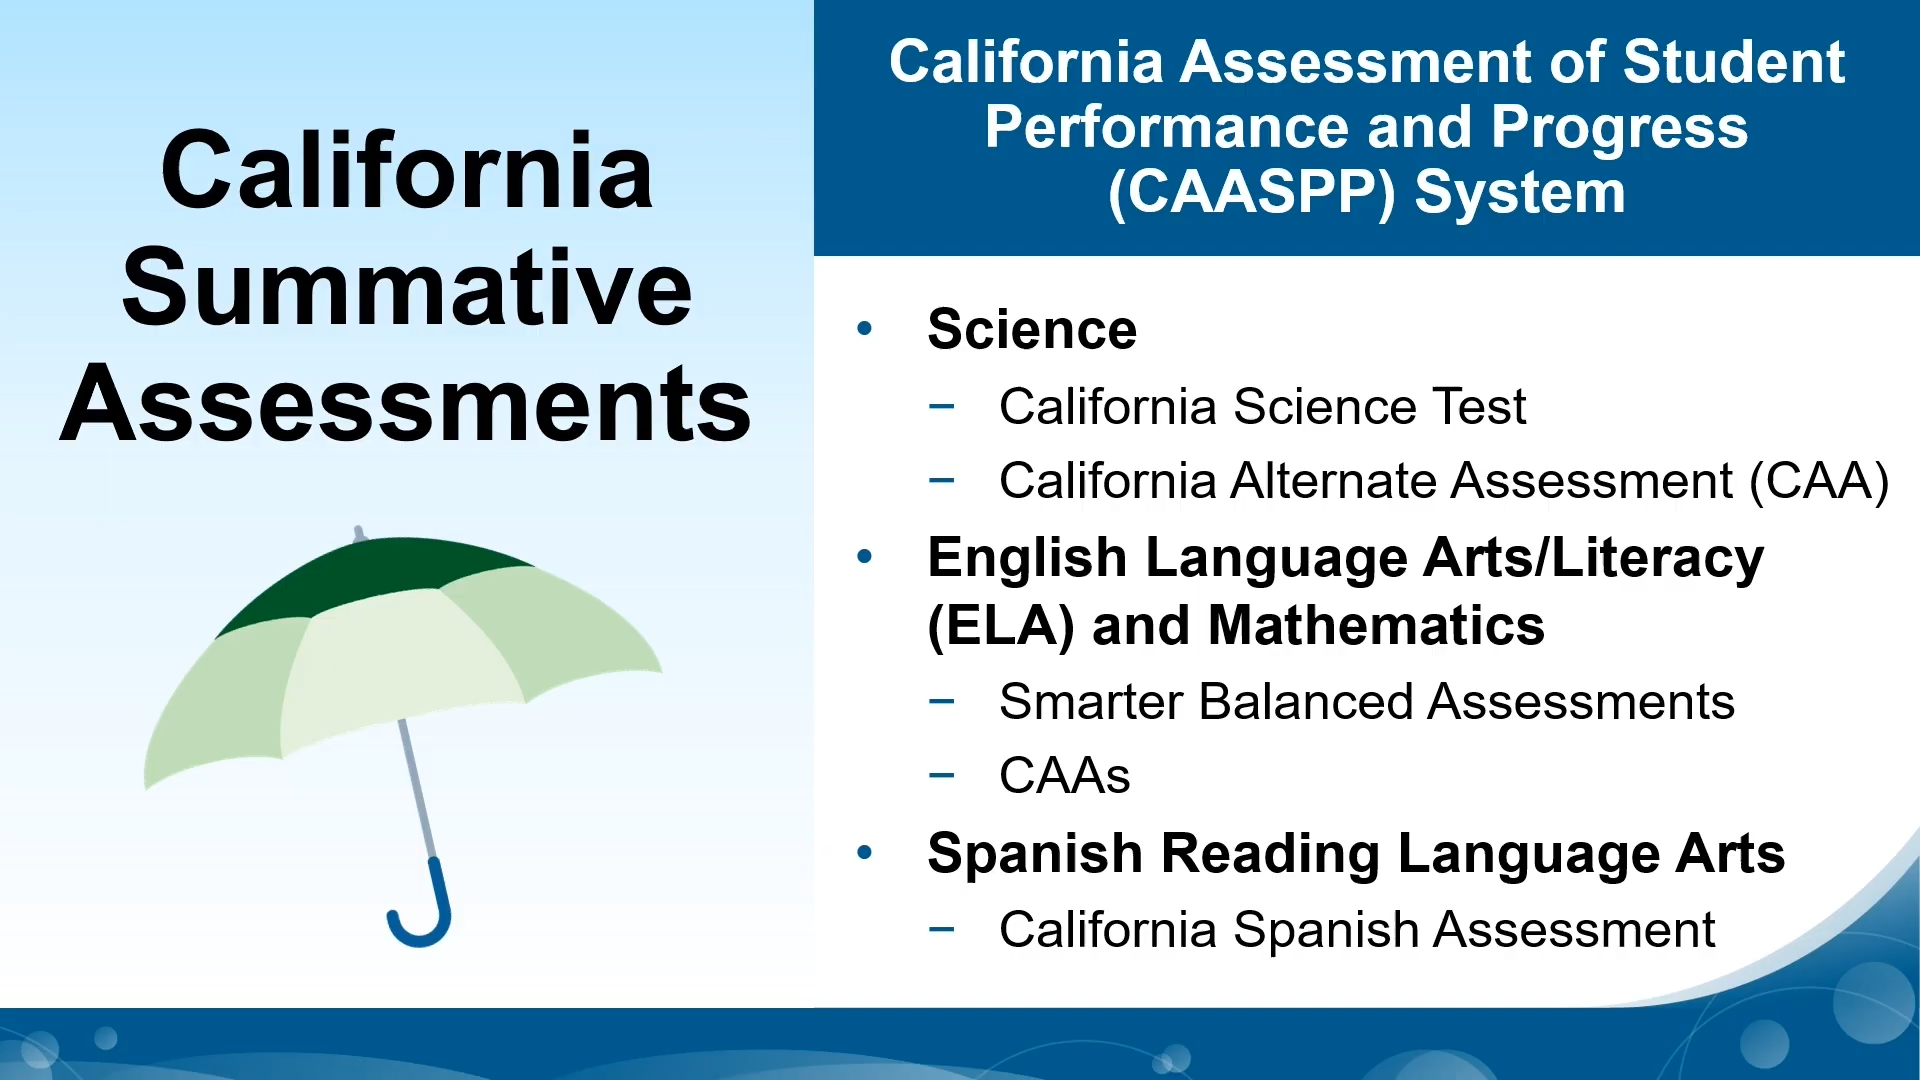 California
Summative
Assessments
California Assessment of Student
Performance and Progress
(CAASPP) System
• Science
− California Science Test
− California Alternate Assessment (CAA)
• English Language Arts/Literacy
(ELA) and Mathematics
− Smarter Balanced Assessments
− CAAs
• Spanish Reading Language Arts
− California Spanish Assessment